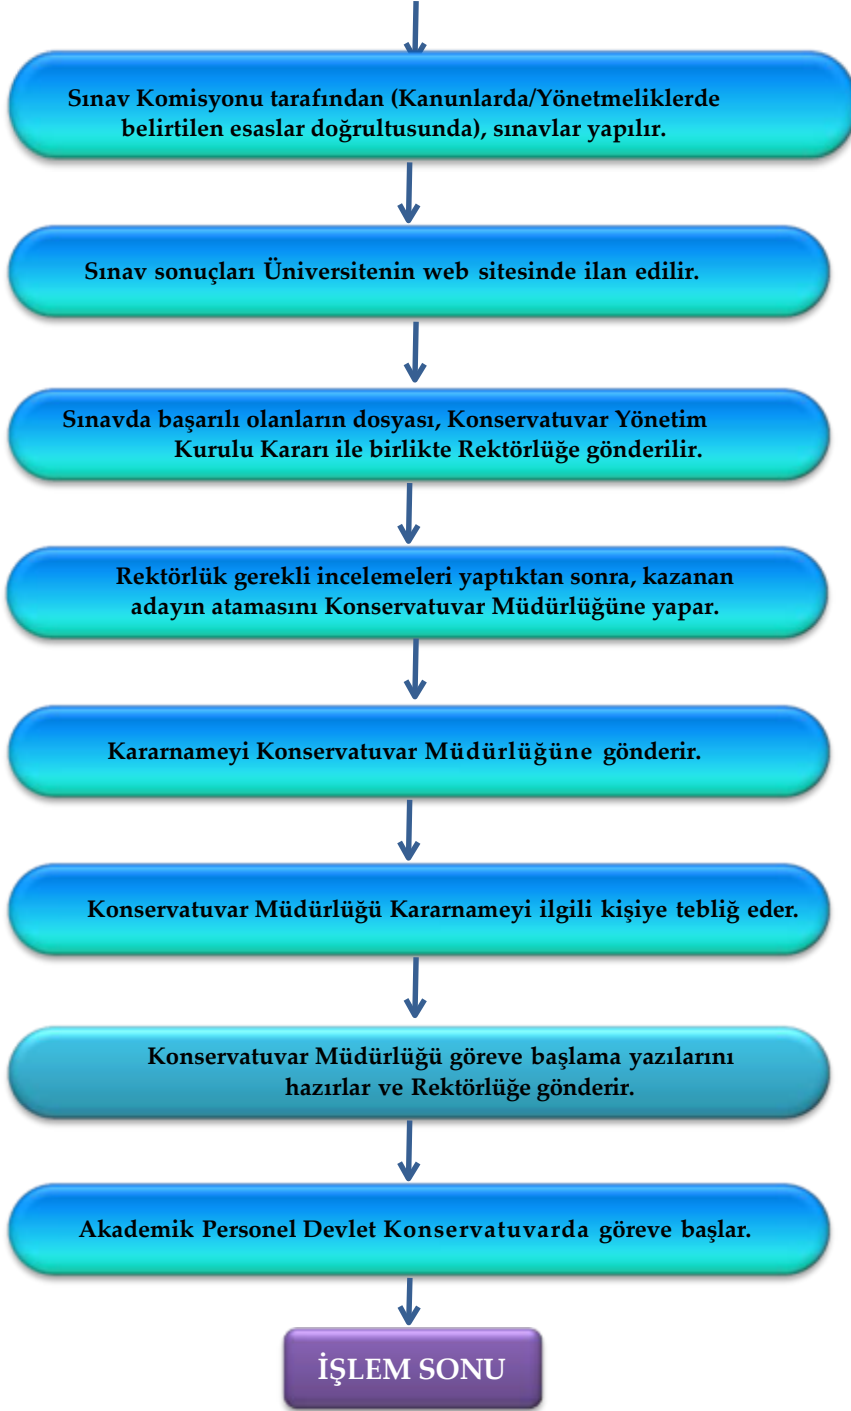 Sınav Komisyonu tarafından (Kanunlarda/Yönetmeliklerde
belirtilen esaslar doğrultusunda), sınavlar yapılır.
Sınav sonuçları Üniversitenin web sitesinde ilan edilir.
Sınavda başarılı olanların dosyası, Konservatuvar Yönetim
Kurulu Kararı ile birlikte Rektörlüğe gönderilir.
Rektörlük gerekli incelemeleri yaptıktan sonra, kazanan
adayın atamasını Konservatuvar Müdürlüğüne yapar.
Kararnameyi Konservatuvar Müdürlüğüne gönderir.
Konservatuvar Müdürlüğü Kararnameyi ilgili kişiye tebliğ eder.
Konservatuvar Müdürlüğü göreve başlama yazılarını
hazırlar ve Rektörlüğe gönderir.
Akademik Personel Devlet Konservatuvarda göreve başlar.
İŞLEM SONU